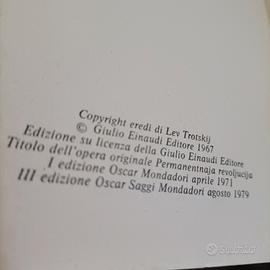 Copyright eredi di Lev Trotskij
© Giulio Einaudi Editore 1967
Edizione su licenza della Giulio Einaudi Editore
Titolo dell'opera originale Permanentnaja revoljucija
I edizione Oscar Mondadori aprile 1971
III edizione Oscar Saggi Mondadori agosto 1979
subito